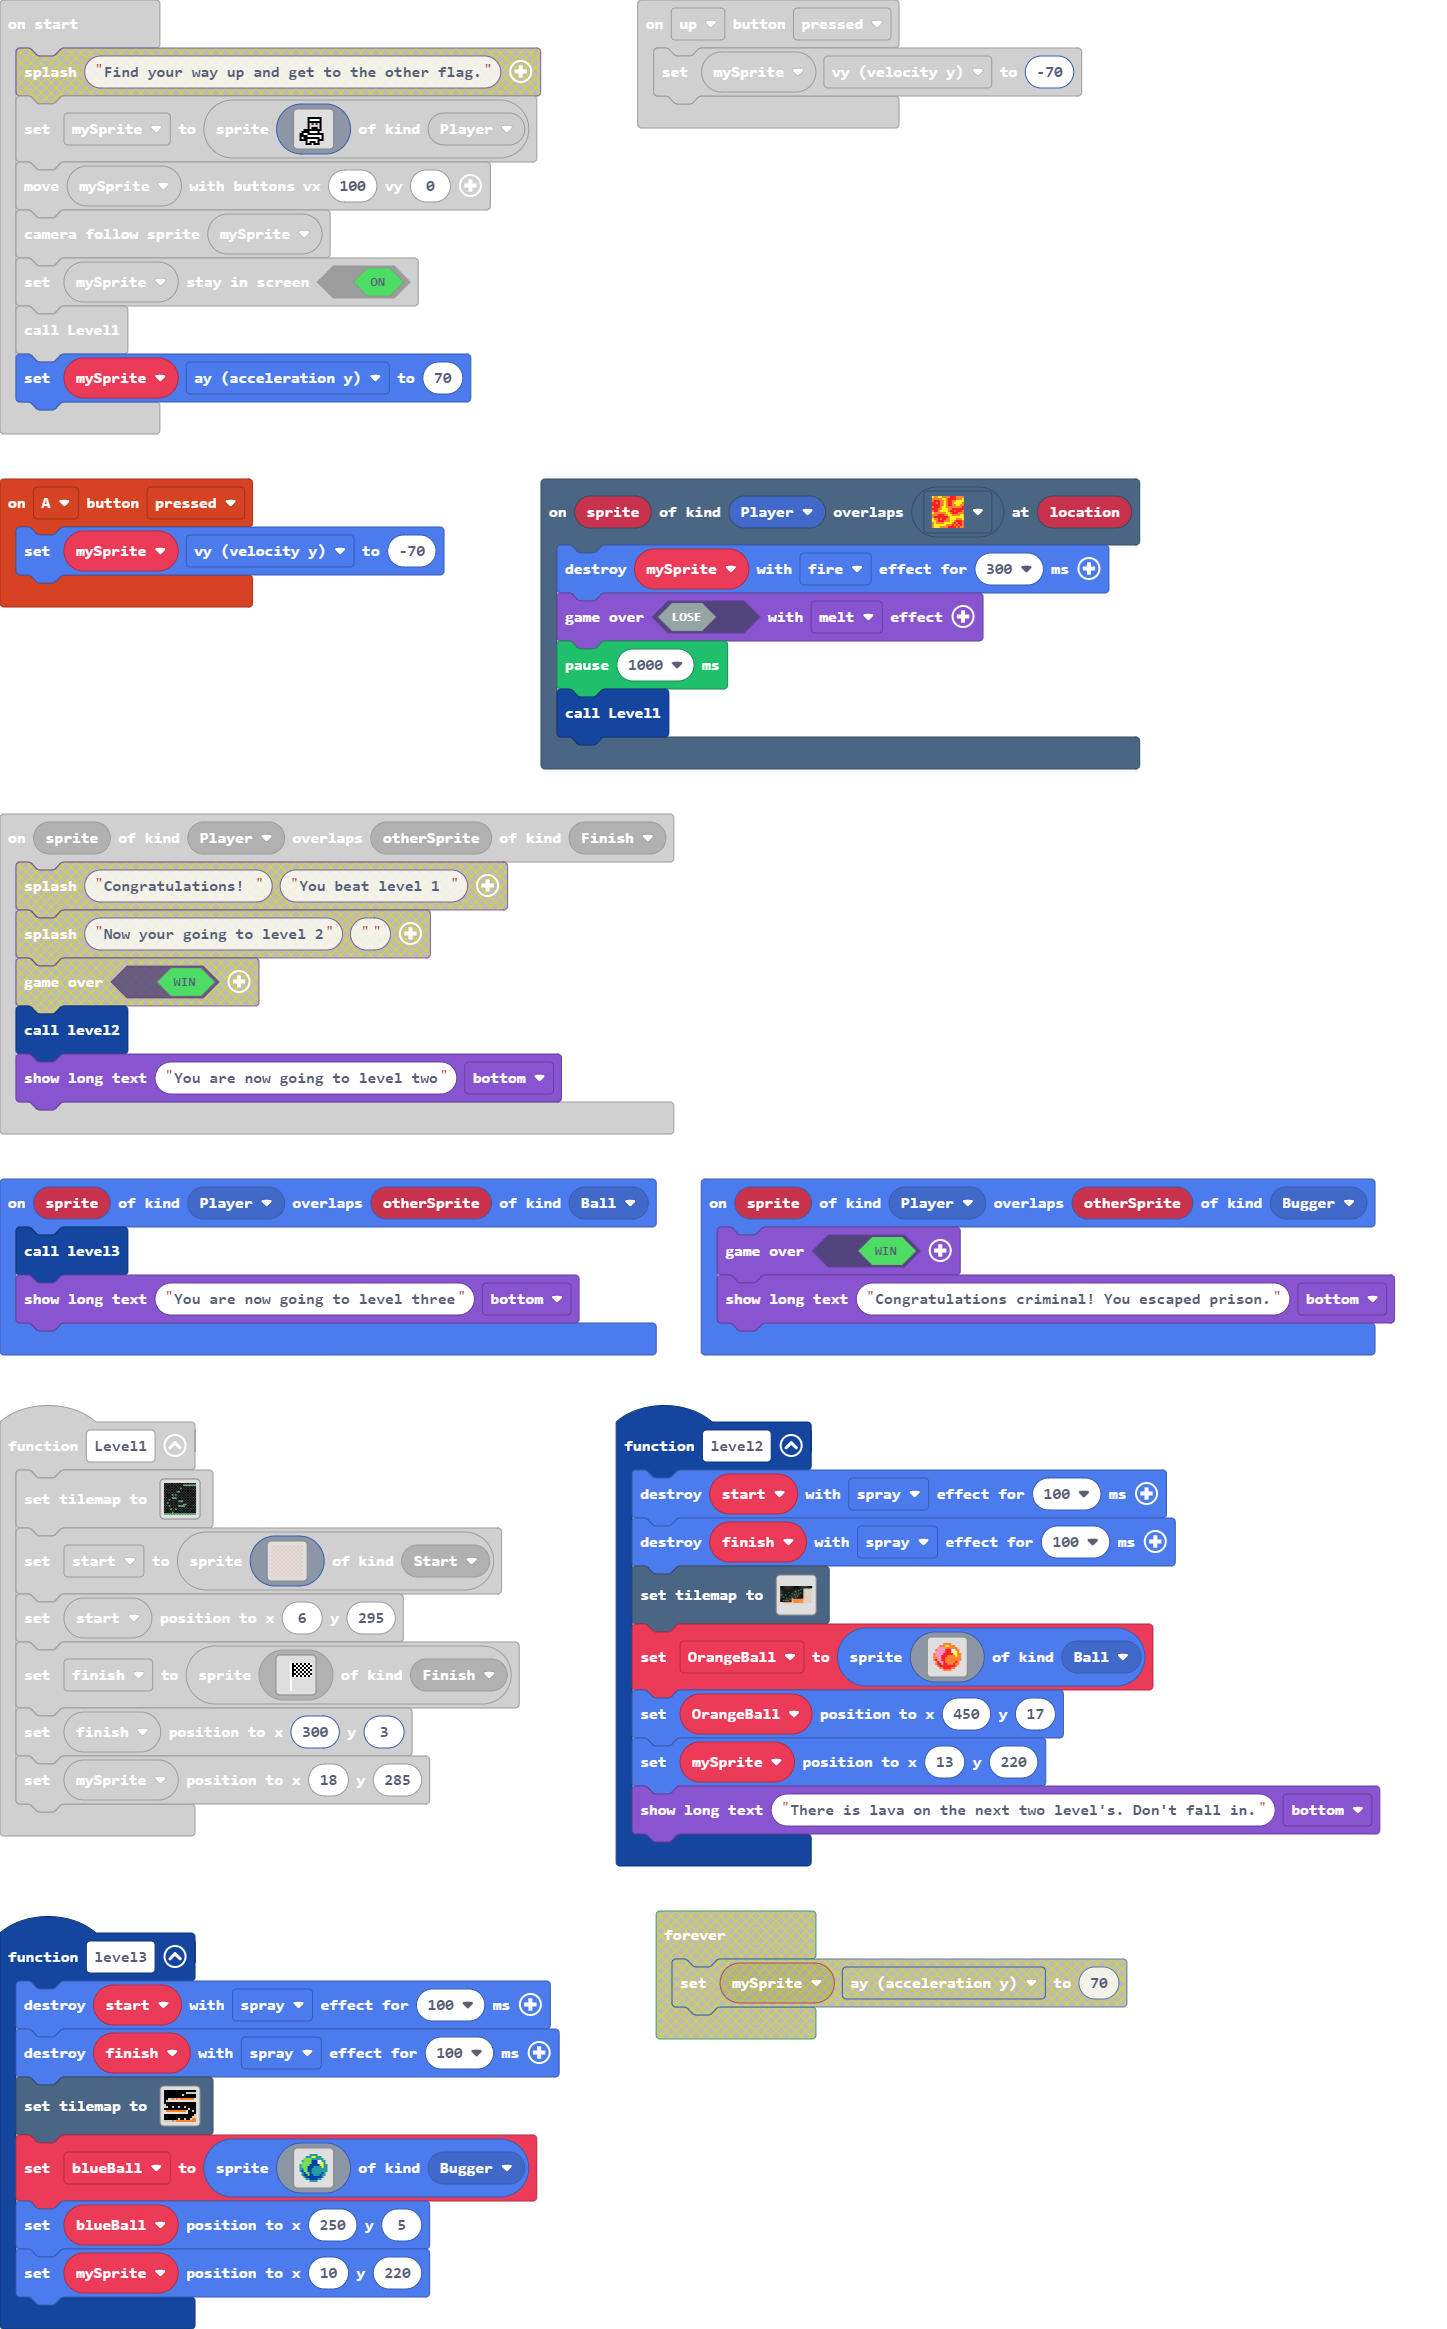 on start
splash "Find your way up and get to the other flag."
set mySprite to sprite of kind Player
move mySprite with buttons vx 100 vy 0
camera follow sprite mySprite
set mySprite stay in screen ON
call Level1
set mySprite ay (acceleration y) to 70
on up button pressed
set mySprite vy (velocity y) to -70
on A button pressed
set mySprite vy (velocity y) to -70
on sprite of kind Player overlaps at location
destroy mySprite with fire effect for 300 ms
game over LOSE with melt effect
pause 1000 ms
call Level1
on sprite of kind Player overlaps otherSprite of kind Finish
splash "Congratulations! " "You beat level 1 "
splash "Now your going to level 2" " "
game over WIN
call level2
show long text "You are now going to level two" bottom
on sprite of kind Player overlaps otherSprite of kind Ball
call level3
show long text "You are now going to level three" bottom
on sprite of kind Player overlaps otherSprite of kind Bugger
game over WIN
show long text "Congratulations criminal! You escaped prison." bottom
function Level1
set tilemap to
set start to sprite of kind Start
set start position to x 6 y 295
set finish to sprite of kind Finish
set finish position to x 300 y 3
set mySprite position to x 18 y 285
function level2
destroy start with spray effect for 100 ms
destroy finish with spray effect for 100 ms
set tilemap to
set OrangeBall to sprite of kind Ball
set OrangeBall position to x 450 y 17
set mySprite position to x 13 y 220
show long text "There is lava on the next two level's. Don't fall in." bottom
function level3
destroy start with spray effect for 100 ms
destroy finish with spray effect for 100 ms
set tilemap to
set blueBall to sprite of kind Bugger
set blueBall position to x 250 y 5
set mySprite position to x 10 y 220
forever
set mySprite ay (acceleration y) to 70